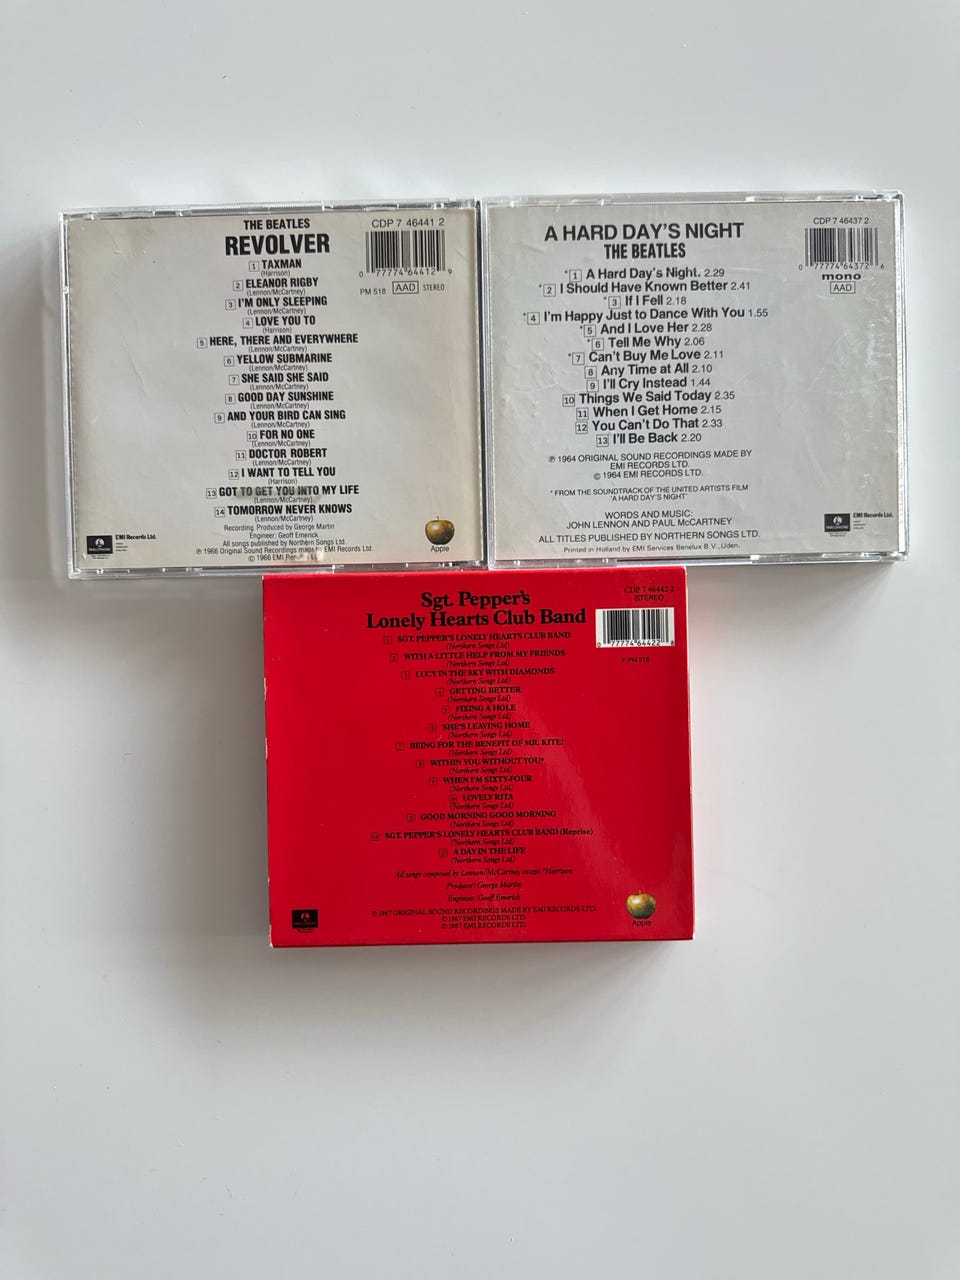 THE BEATLES
REVOLVER
CDP 7 46441 2
0 77774 64412 9
PM 518 AAD STEREO
1 TAXMAN
(Harrison)
2 ELEANOR RIGBY
(Lennon/McCartney)
3 I'M ONLY SLEEPING
(Lennon/McCartney)
4 LOVE YOU TO
(Harrison)
5 HERE, THERE AND EVERYWHERE
(Lennon/McCartney)
6 YELLOW SUBMARINE
(Lennon/McCartney)
7 SHE SAID SHE SAID
(Lennon/McCartney)
8 GOOD DAY SUNSHINE
(Lennon/McCartney)
9 AND YOUR BIRD CAN SING
(Lennon/McCartney)
10 FOR NO ONE
(Lennon/McCartney)
11 DOCTOR ROBERT
(Lennon/McCartney)
12 I WANT TO TELL YOU
(Harrison)
13 GOT TO GET YOU INTO MY LIFE
(Lennon/McCartney)
14 TOMORROW NEVER KNOWS
(Lennon/McCartney)
Recording Produced by George Martin
Engineer: Geoff Emerick
All songs published by Northern Songs Ltd.
℗ 1966 Original Sound Recordings made by EMI Records Ltd.
© 1966 EMI Records Ltd.
PARLOPHONE
EMI Records Ltd.
Apple
A HARD DAY'S NIGHT
THE BEATLES
CDP 7 46437 2
0 77774 64372 6
mono
AAD
*1 A Hard Day's Night. 2.29
*2 I Should Have Known Better 2.41
*3 If I Fell 2.18
*4 I'm Happy Just to Dance With You 1.55
*5 And I Love Her 2.28
*6 Tell Me Why 2.06
*7 Can't Buy Me Love 2.11
8 Any Time at All 2.10
9 I'll Cry Instead 1.44
10 Things We Said Today 2.35
11 When I Get Home 2.15
12 You Can't Do That 2.33
13 I'll Be Back 2.20
℗ 1964 ORIGINAL SOUND RECORDINGS MADE BY
EMI RECORDS LTD.
© 1964 EMI RECORDS LTD.
* FROM THE SOUNDTRACK OF THE UNITED ARTISTS FILM
'A HARD DAY'S NIGHT'
WORDS AND MUSIC:
JOHN LENNON AND PAUL McCARTNEY
ALL TITLES PUBLISHED BY NORTHERN SONGS LTD.
Printed in Holland by EMI Services Benelux B.V., Uden.
PARLOPHONE
EMI Records Ltd.
Sgt. Pepper's
Lonely Hearts Club Band
CDP 7 46442 2
STEREO
0 77774 64422 8
F:PM 518
1 SGT. PEPPER'S LONELY HEARTS CLUB BAND
(Northern Songs Ltd)
2 WITH A LITTLE HELP FROM MY FRIENDS
(Northern Songs Ltd)
3 LUCY IN THE SKY WITH DIAMONDS
(Northern Songs Ltd)
4 GETTING BETTER
(Northern Songs Ltd)
5 FIXING A HOLE
(Northern Songs Ltd)
6 SHE'S LEAVING HOME
(Northern Songs Ltd)
7 BEING FOR THE BENEFIT OF MR. KITE!
(Northern Songs Ltd)
8 WITHIN YOU WITHOUT YOU*
(Northern Songs Ltd)
9 WHEN I'M SIXTY-FOUR
(Northern Songs Ltd)
10 LOVELY RITA
(Northern Songs Ltd)
11 GOOD MORNING GOOD MORNING
(Northern Songs Ltd)
12 SGT. PEPPER'S LONELY HEARTS CLUB BAND (Reprise)
(Northern Songs Ltd)
13 A DAY IN THE LIFE
(Northern Songs Ltd)
All songs composed by Lennon/McCartney except *Harrison
Producer: George Martin
Engineer: Geoff Emerick
℗ 1967 ORIGINAL SOUND RECORDINGS MADE BY EMI RECORDS LTD.
© 1967 EMI RECORDS LTD.
© 1987 EMI RECORDS LTD.
Apple